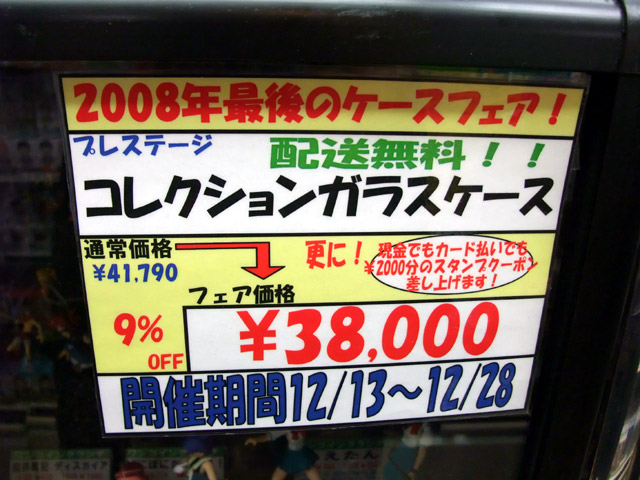 2008年最後のケースフェア！
プレステージ
配送無料！！
コレクションガラスケース
通常価格
¥41,790
更に！
現金でもカード払いでも
¥2000分のスタンプクーポン
差し上げます！
フェア価格
9%
OFF
¥38,000
開催期間12/13～12/28